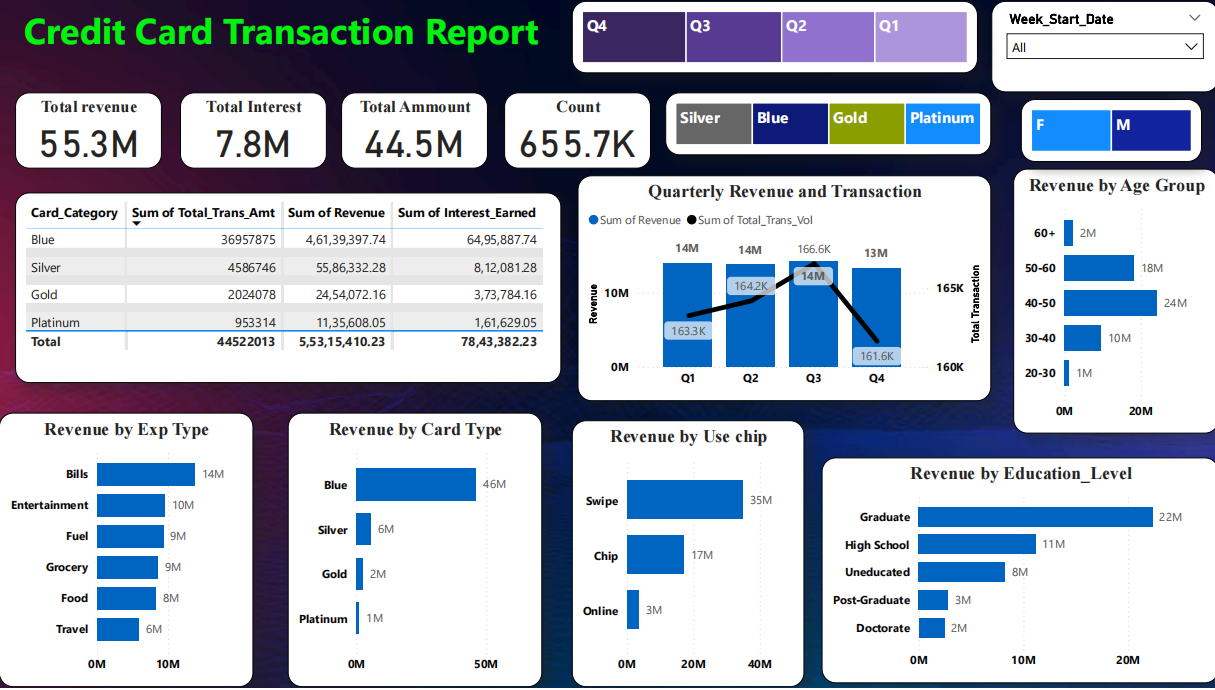 Credit Card Transaction Report
Q4
Q3
Q2
Q1
Week_Start_Date
All
Total revenue
55.3M
Total Interest
7.8M
Total Ammount
44.5M
Count
655.7K
Silver
Blue
Gold
Platinum
F
M
Card_Category Sum of Total_Trans_Amt Sum of Revenue Sum of Interest_Earned
Blue 36957875 4,61,39,397.74 64,95,887.74
Silver 4586746 55,86,332.28 8,12,081.28
Gold 2024078 24,54,072.16 3,73,784.16
Platinum 953314 11,35,608.05 1,61,629.05
Total 44522013 5,53,15,410.23 78,43,382.23
Quarterly Revenue and Transaction
Sum of Revenue Sum of Total_Trans_Vol
Revenue
10M
0M
14M
14M
14M
13M
163.3K
164.2K
166.6K
161.6K
Q1 Q2 Q3 Q4
165K
160K
Total Transaction
Revenue by Age Group
60+ 2M
50-60 18M
40-50 24M
30-40 10M
20-30 1M
0M 20M
Revenue by Exp Type
Bills 14M
Entertainment 10M
Fuel 9M
Grocery 9M
Food 8M
Travel 6M
0M 10M
Revenue by Card Type
Blue 46M
Silver 6M
Gold 2M
Platinum 1M
0M 50M
Revenue by Use chip
Swipe 35M
Chip 17M
Online 3M
0M 20M 40M
Revenue by Education_Level
Graduate 22M
High School 11M
Uneducated 8M
Post-Graduate 3M
Doctorate 2M
0M 10M 20M